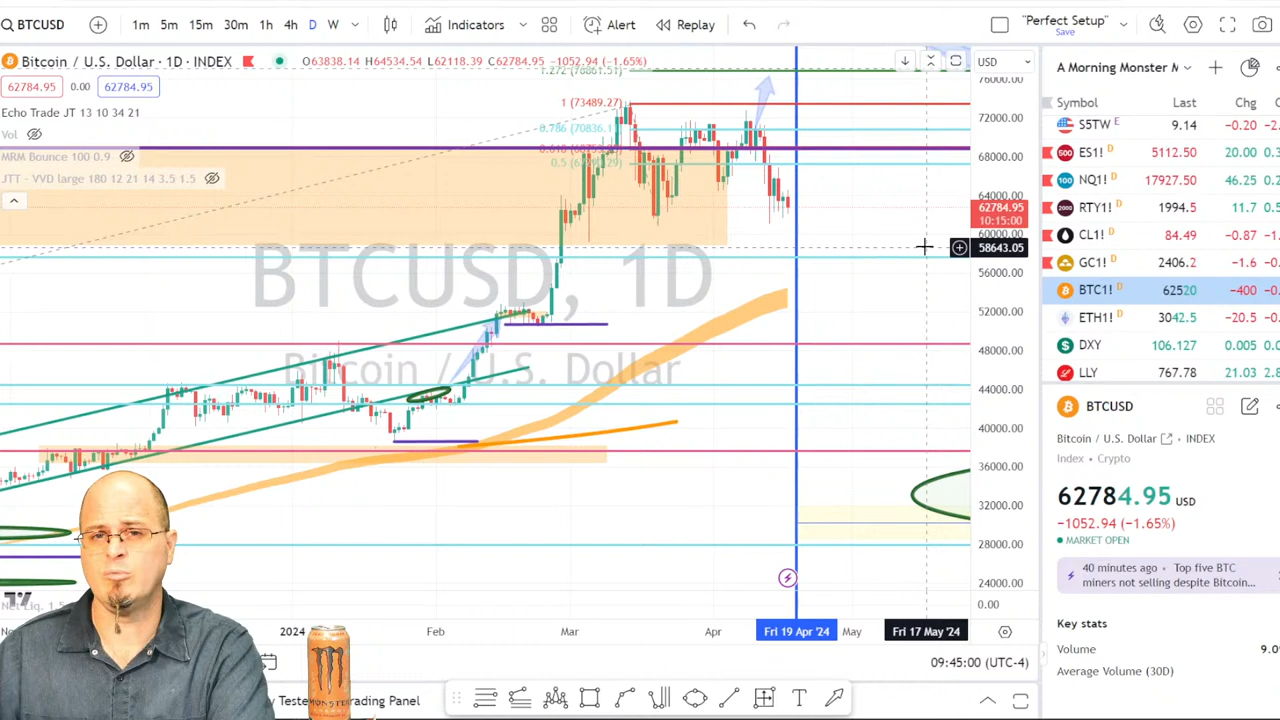 BTCUSD 1m 5m 15m 30m 1h 4h D W Indicators Alert Replay "Perfect Setup"
Save
Bitcoin / U.S. Dollar · 1D · INDEX O63838.14 H64534.54 L62118.39 C62784.95 −1052.94 (−1.65%)
62784.95 0.00 62784.95
Echo Trade JT 13 10 34 21
Vol
MRM Bounce 100 0.9
JTT - VVD large 180 12 21 14 3.5 1.5
1.272
1 (73489.27)
0.786
0.5
BTCUSD, 1D
Bitcoin / U.S. Dollar
USD
76000.00
72000.00
68000.00
64000.00
62784.95
10:15:00
60000.00
58643.05
56000.00
52000.00
48000.00
44000.00
40000.00
36000.00
32000.00
28000.00
24000.00
0.00
2024 Feb Mar Apr Fri 19 Apr '24 May Fri 17 May '24
09:45:00 (UTC-4)
MONSTER
Symbol Last Chg
S5TW E 9.14 −0.20
500 ES1! D 5112.50 20.00
100 NQ1! D 17927.50 46.25
2000 RTY1! D 1994.5 11.7
CL1! D 84.49 −0.87
GC1! D 2406.2 −1.6
BTC1! D 62520 −400
ETH1! D 3042.5 −20.5
DXY 106.127 0.005
LLY 767.78 21.03
BTCUSD
Bitcoin / U.S. Dollar · INDEX
Index · Crypto
62784.95 USD
−1052.94 (−1.65%)
MARKET OPEN
40 minutes ago · Top five BTC
miners not selling despite Bitcoin...
Key stats
Volume
Average Volume (30D)